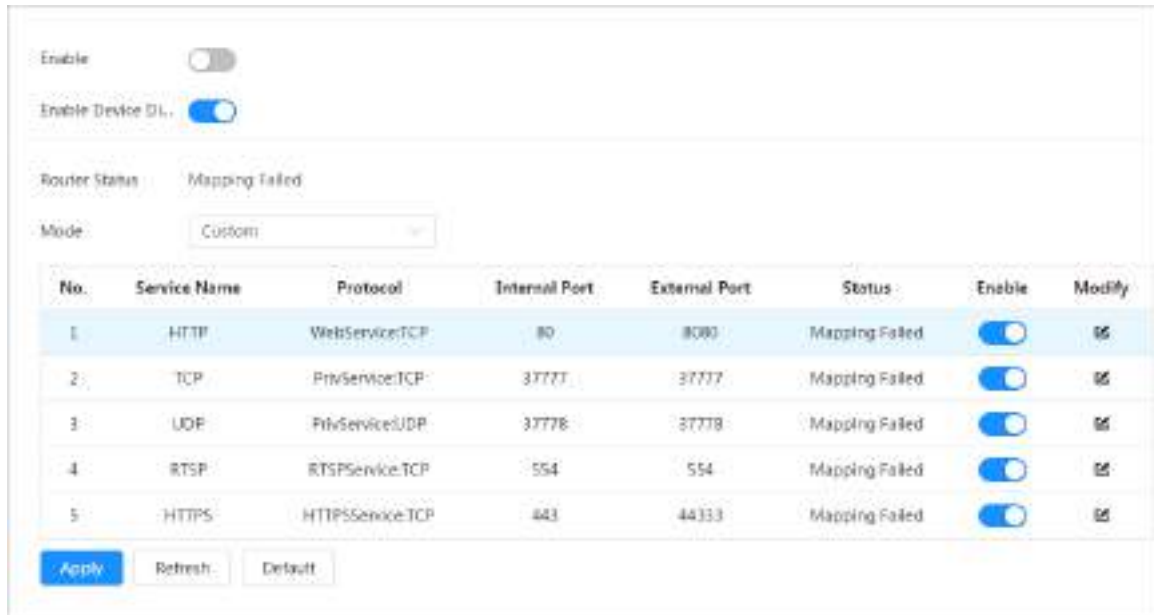 Enable
Enable Device Di...
Router Status Mapping Failed
Mode Custom
No. Service Name Protocol Internal Port External Port Status Enable Modify
1 HTTP WebService:TCP 80 8080 Mapping Failed
2 TCP PrivService:TCP 37777 37777 Mapping Failed
3 UDP PrivService:UDP 37778 37778 Mapping Failed
4 RTSP RTSPService:TCP 554 554 Mapping Failed
5 HTTPS HTTPSService:TCP 443 44333 Mapping Failed
Apply Refresh Default